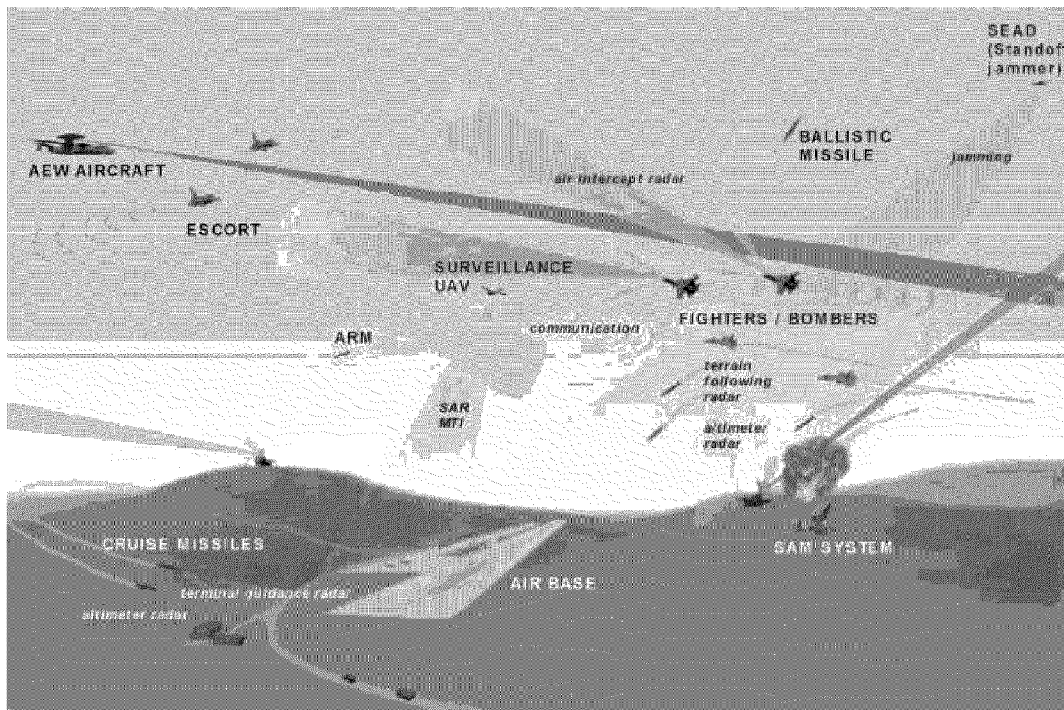 SEAD
(Standoff
jammer)
BALLISTIC
MISSILE
jamming
AEW AIRCRAFT
air intercept radar
ESCORT
SURVEILLANCE
UAV
FIGHTERS / BOMBERS
communication
ARM
terrain
following
radar
SAR
MTI
altimeter
radar
CRUISE MISSILES
SAM SYSTEM
AIR BASE
terminal guidance radar
altimeter radar